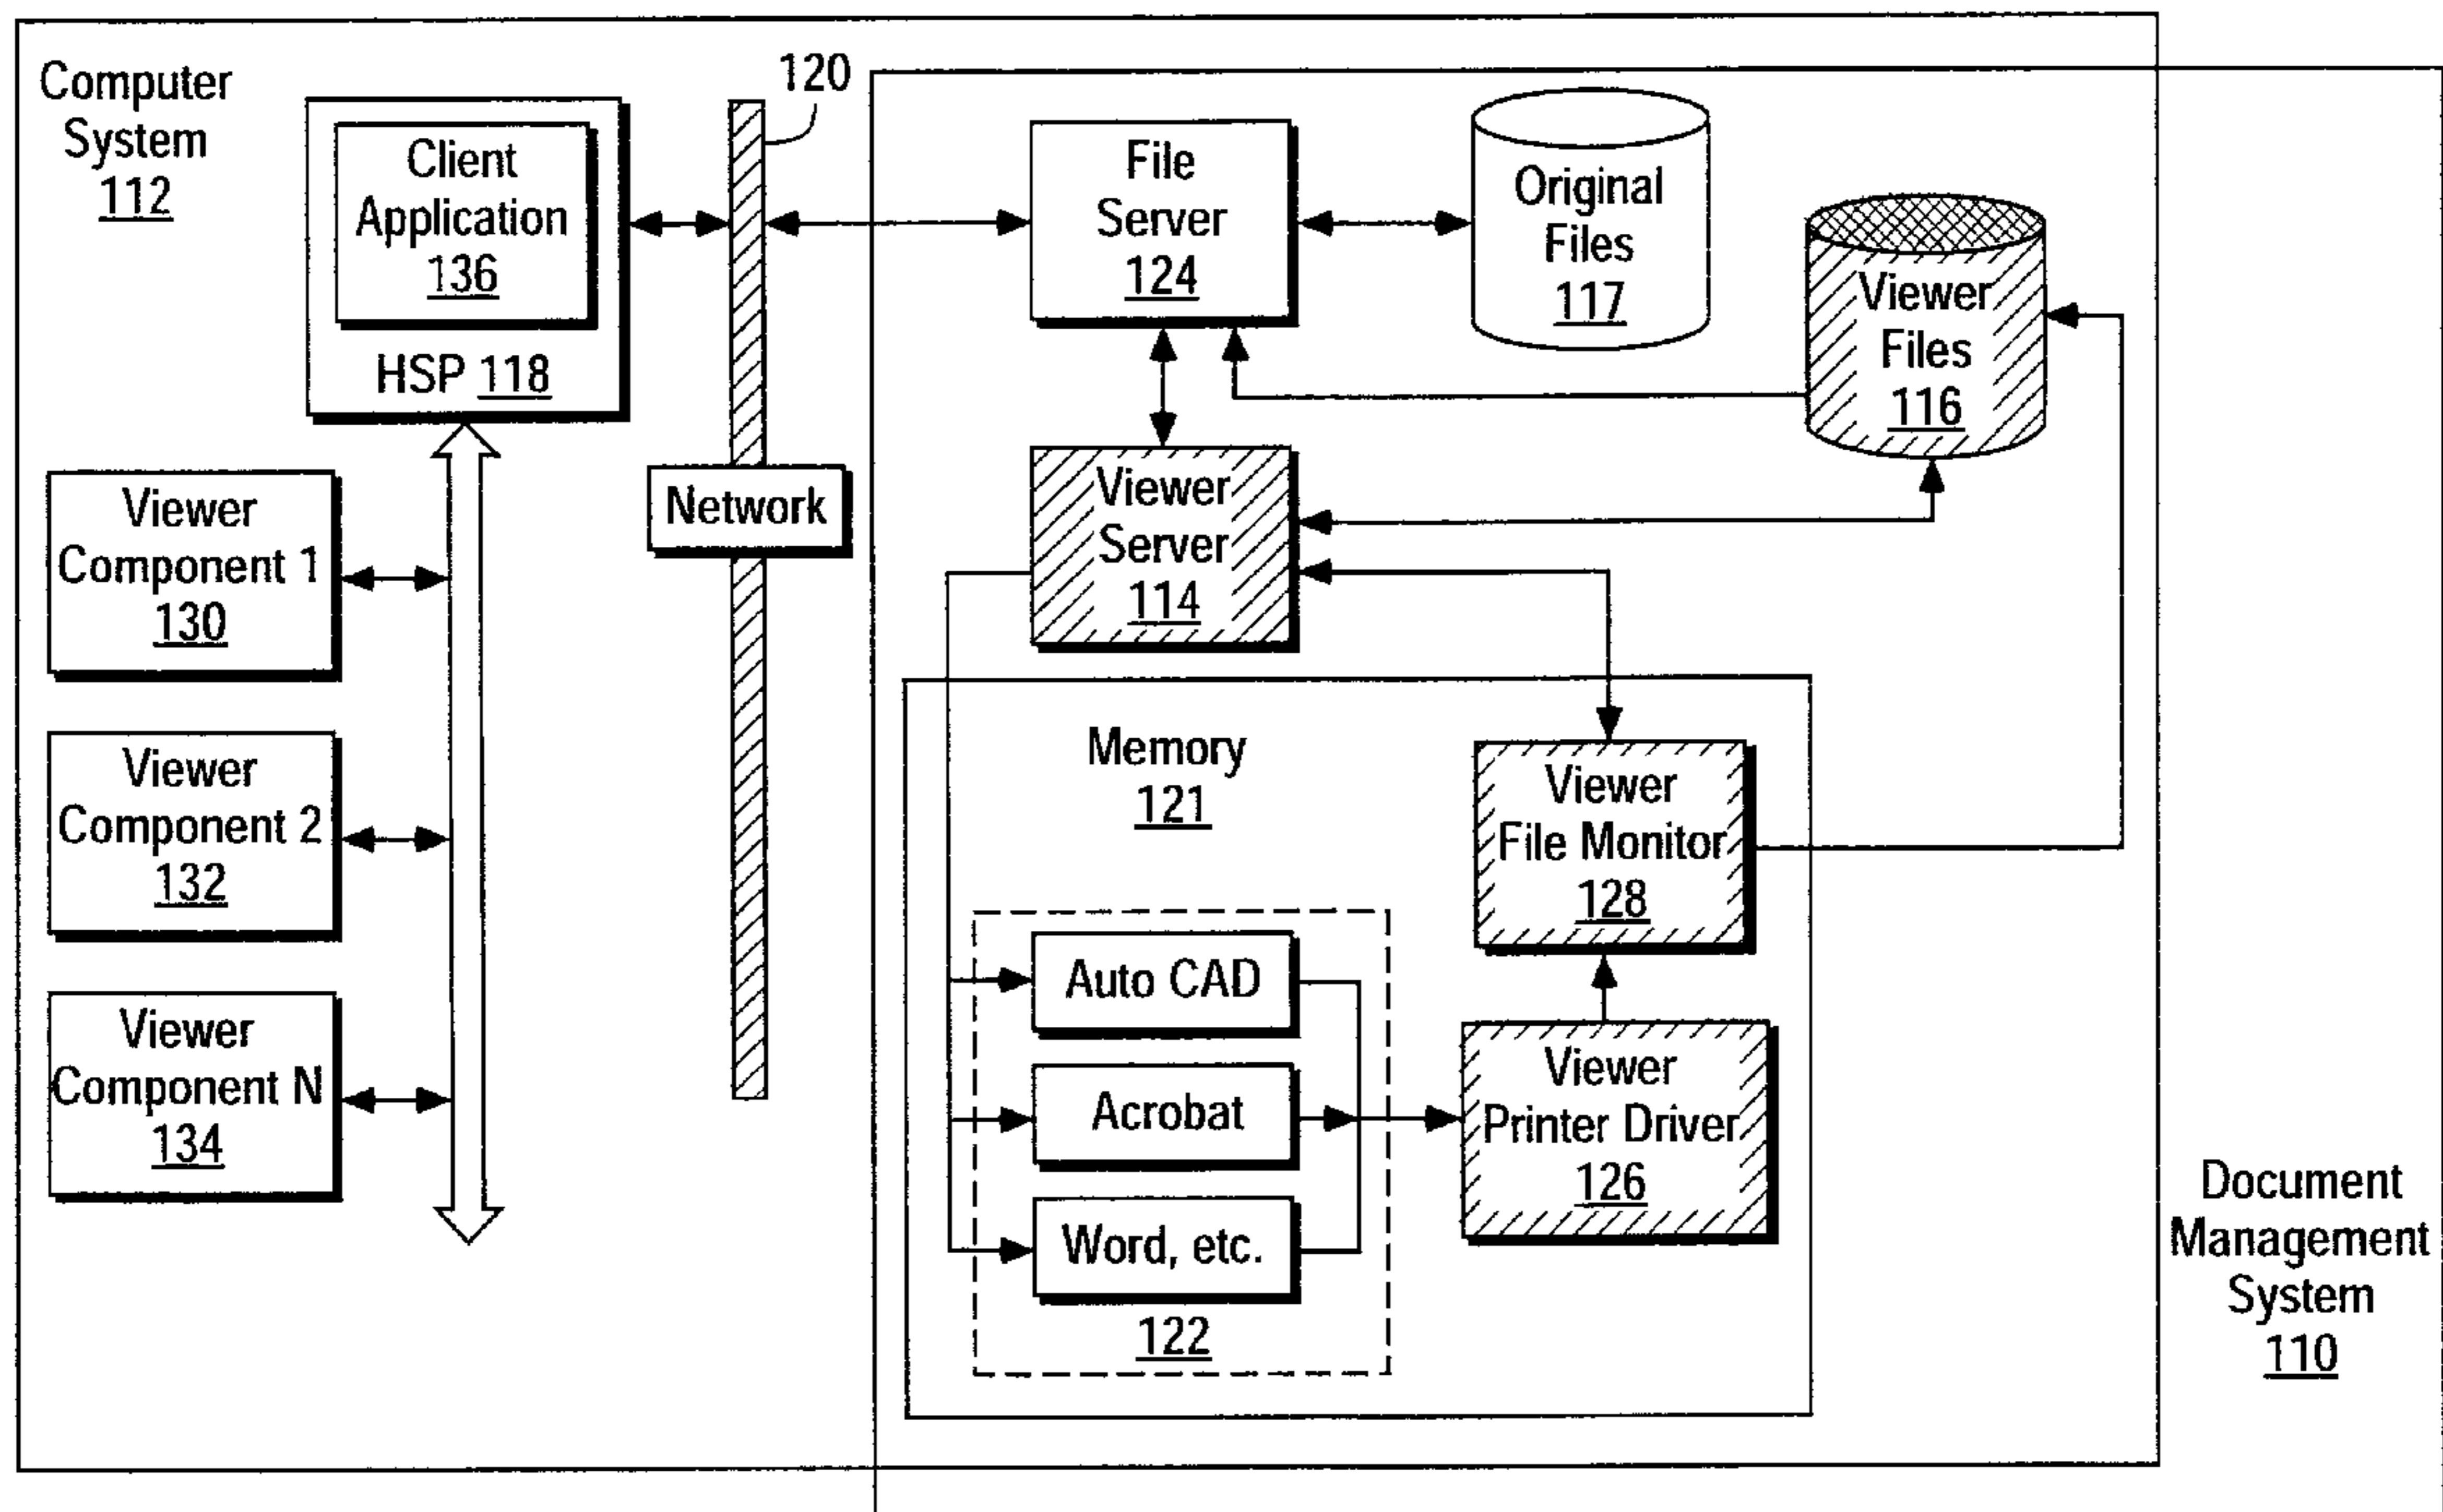 Computer
System
112
Client
Application
136
HSP 118
120
Network
Viewer
Component 1
130
Viewer
Component 2
132
Viewer
Component N
134
File
Server
124
Original
Files
117
Viewer
Files
116
Viewer
Server
114
Memory
121
Viewer
File Monitor
128
Auto CAD
Acrobat
Word, etc.
122
Viewer
Printer Driver
126
Document
Management
System
110